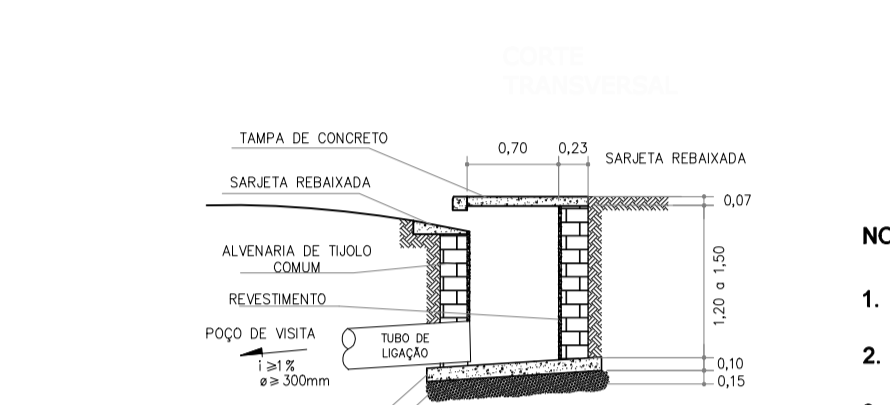 CORTE
TRANSVERSAL
TAMPA DE CONCRETO
0,70
0,23
SARJETA REBAIXADA
SARJETA REBAIXADA
0,07
ALVENARIA DE TIJOLO
COMUM
1,20 a 1,50
REVESTIMENTO
POÇO DE VISITA
TUBO DE
LIGAÇÃO
i ≥1%
ø ≥ 300mm
0,10
0,15
NO
1.
2.